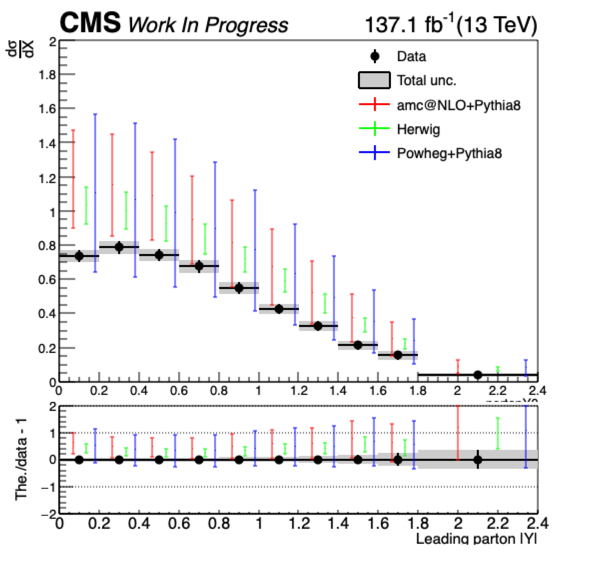 CMS Work In Progress 137.1 fb⁻¹(13 TeV)
dσ
dX
2
1.8
1.6
1.4
1.2
1
0.8
0.6
0.4
0.2
0
Data
Total unc.
amc@NLO+Pythia8
Herwig
Powheg+Pythia8
0 0.2 0.4 0.6 0.8 1 1.2 1.4 1.6 1.8 2 2.2 2.4
The./data - 1
2
1
0
−1
−2
0 0.2 0.4 0.6 0.8 1 1.2 1.4 1.6 1.8 2 2.2 2.4
Leading parton |Y|